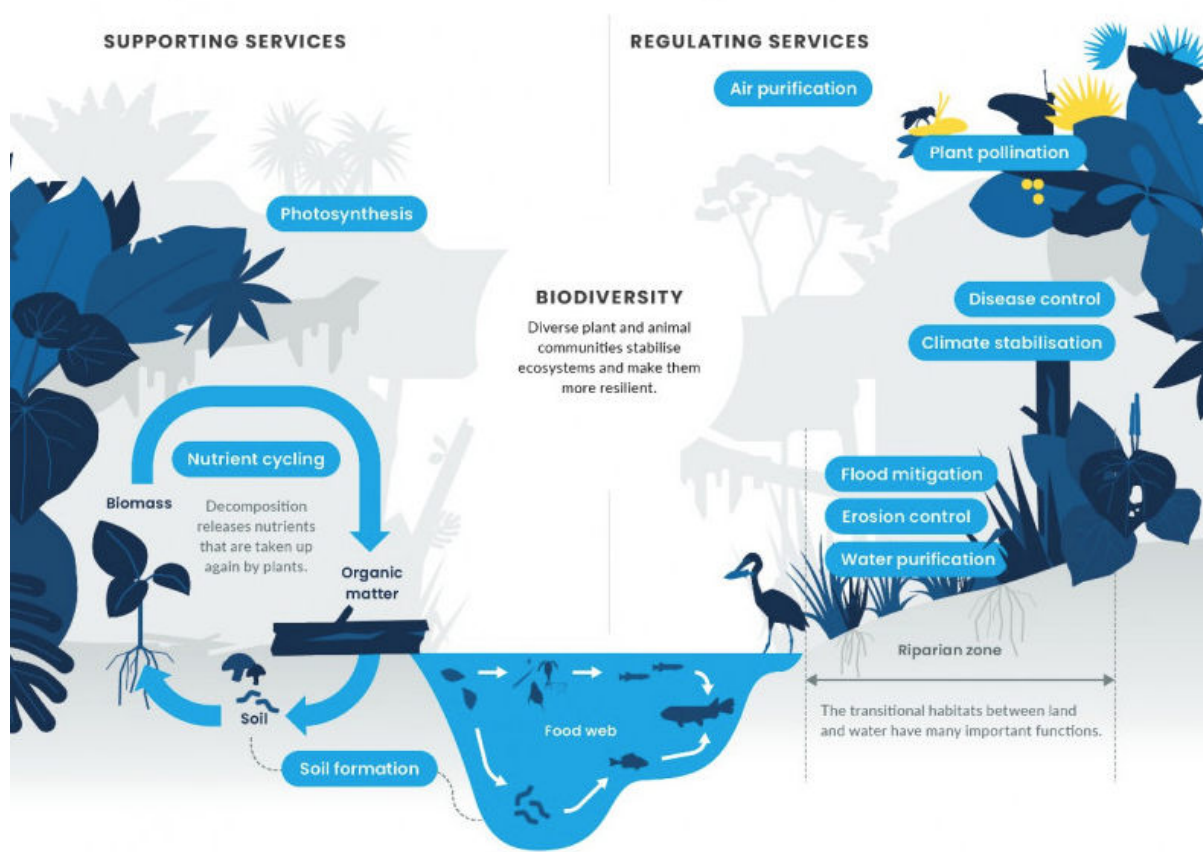 SUPPORTING SERVICES
REGULATING SERVICES
Air purification
Plant pollination
Photosynthesis
BIODIVERSITY
Diverse plant and animal
communities stabilise
ecosystems and make them
more resilient.
Disease control
Climate stabilisation
Nutrient cycling
Biomass
Decomposition
releases nutrients
that are taken up
again by plants.
Organic
matter
Flood mitigation
Erosion control
Water purification
Riparian zone
Soil
Food web
The transitional habitats between land
and water have many important functions.
Soil formation